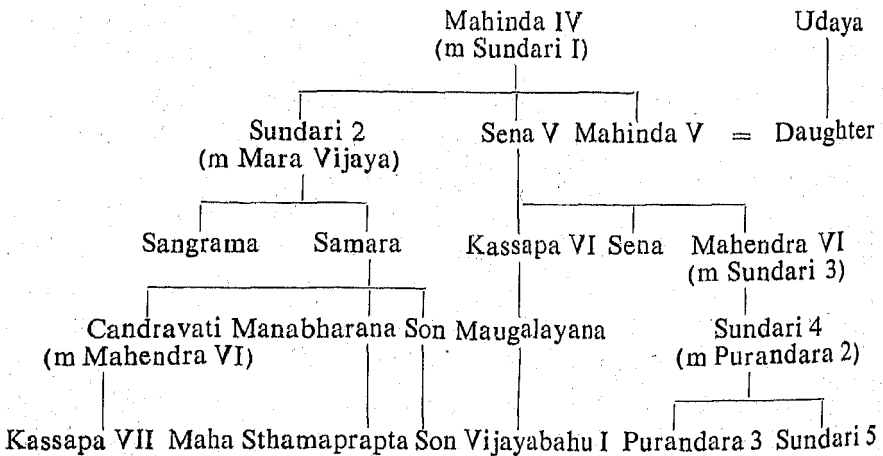 Mahinda IV Udaya
(m Sundari I)
Sundari 2 Sena V Mahinda V = Daughter
(m Mara Vijaya)
Sangrama Samara Kassapa VI Sena Mahendra VI
(m Sundari 3)
Candravati Manabharana Son Maugalayana Sundari 4
(m Mahendra VI) (m Purandara 2)
Kassapa VII Maha Sthamaprapta Son Vijayabahu I Purandara 3 Sundari 5